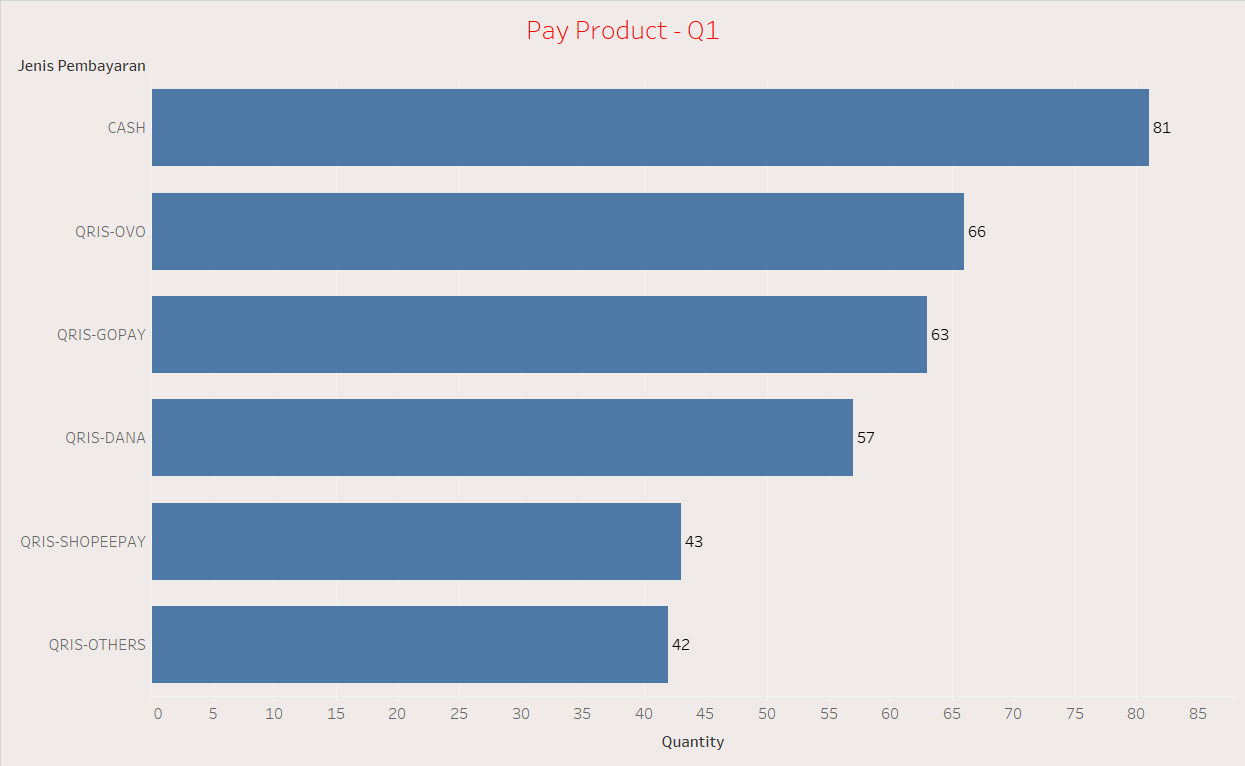 Pay Product - Q1
Jenis Pembayaran
CASH 81
QRIS-OVO 66
QRIS-GOPAY 63
QRIS-DANA 57
QRIS-SHOPEEPAY 43
QRIS-OTHERS 42
0 5 10 15 20 25 30 35 40 45 50 55 60 65 70 75 80 85
Quantity